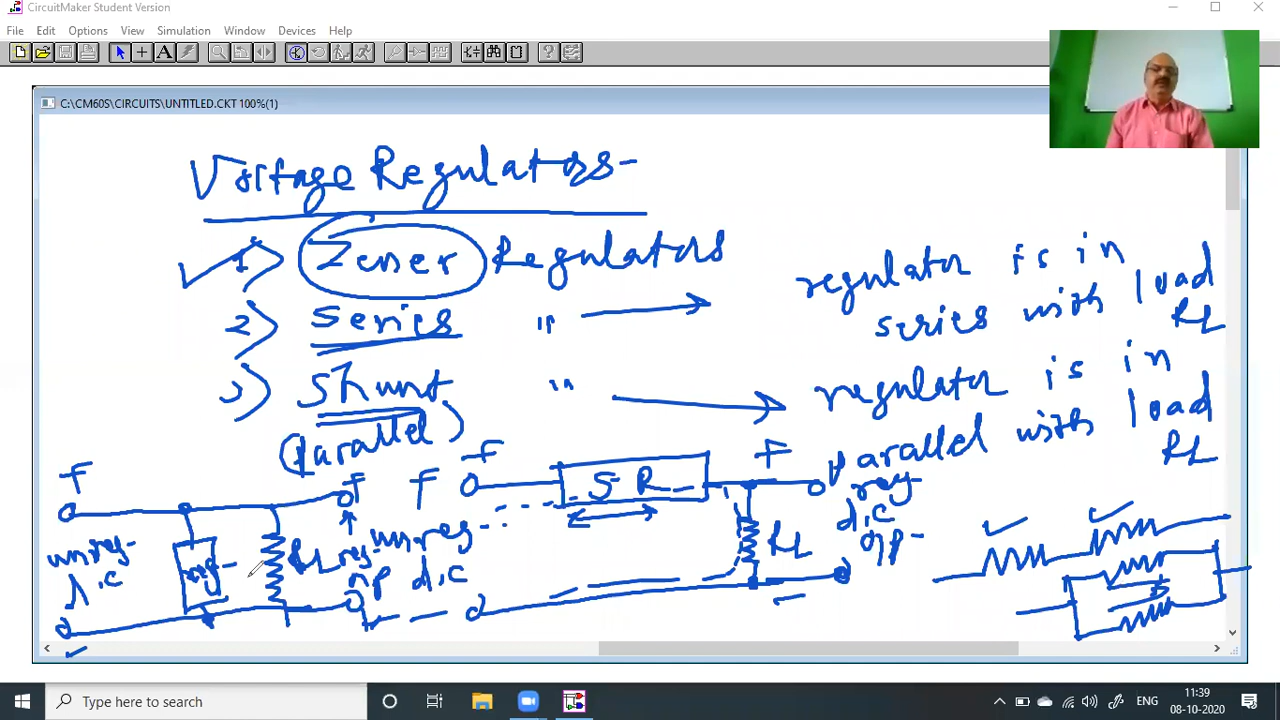 CircuitMaker Student Version
File Edit Options View Simulation Window Devices Help
C:\CM60S\CIRCUITS\UNTITLED.CKT 100%(1)
Voltage Regulators-
1) Zener Regulators
2) Series " → regulator is in series with load RL
3) Shunt " → regulator is in parallel with load RL
(parallel)
unreg d.c
reg
RL
reg op
unreg d.c
S R
RL
reg d.c op
Type here to search
ENG
11:39
08-10-2020